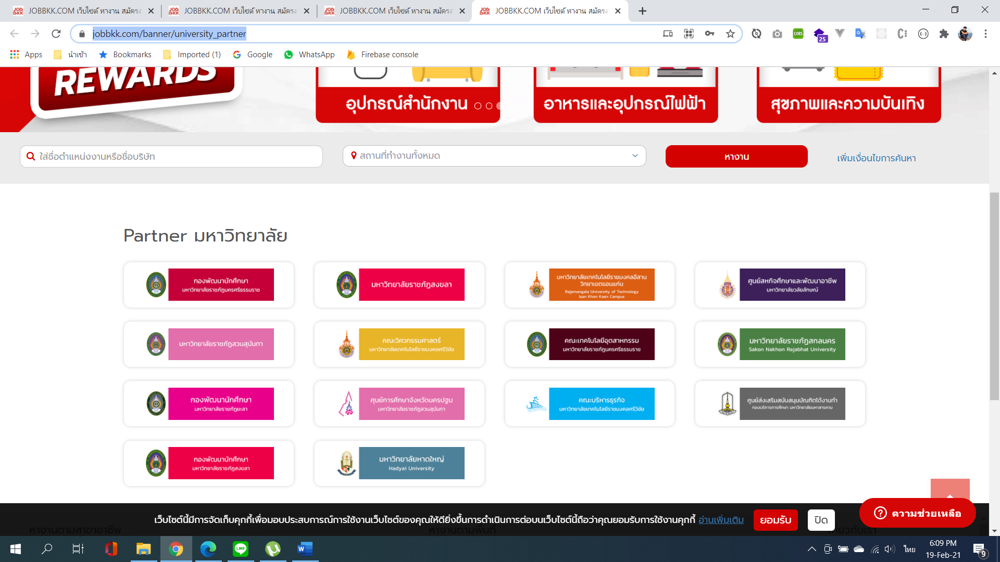 JOBBKK.COM เว็บไซต์ หางาน สมัครง
JOBBKK.COM เว็บไซต์ หางาน สมัครง
JOBBKK.COM เว็บไซต์ หางาน สมัครง
JOBBKK.COM เว็บไซต์ หางาน สมัครง
jobbkk.com/banner/university_partner
CORS
25
Apps
นำเข้า
Bookmarks
Imported (1)
Google
WhatsApp
Firebase console
REWARDS
อุปกรณ์สำนักงาน
อาหารและอุปกรณ์ไฟฟ้า
สุขภาพและความบันเทิง
ใส่ชื่อตำแหน่งงานหรือชื่อบริษัท
สถานที่ทำงานทั้งหมด
หางาน
เพิ่มเงื่อนไขการค้นหา
Partner มหาวิทยาลัย
กองพัฒนานักศึกษา
มหาวิทยาลัยราชภัฏนครศรีธรรมราช
มหาวิทยาลัยราชภัฏสงขลา
มหาวิทยาลัยเทคโนโลยีราชมงคลอีสาน
วิทยาเขตขอนแก่น
Rajamangala University of Technology
Isan Khon Kaen Campus
ศูนย์สหกิจศึกษาและพัฒนาอาชีพ
มหาวิทยาลัยวลัยลักษณ์
มหาวิทยาลัยราชภัฏสวนสุนันทา
คณะวิศวกรรมศาสตร์
มหาวิทยาลัยเทคโนโลยีราชมงคลศรีวิชัย
คณะเทคโนโลยีอุตสาหกรรม
มหาวิทยาลัยราชภัฏนครศรีธรรมราช
มหาวิทยาลัยราชภัฏสกลนคร
Sakon Nakhon Rajabhat University
กองพัฒนานักศึกษา
มหาวิทยาลัยราชภัฏยะลา
ศูนย์การศึกษาจังหวัดนครปฐม
มหาวิทยาลัยราชภัฏสวนสุนันทา
คณะบริหารธุรกิจ
มหาวิทยาลัยเทคโนโลยีราชมงคลศรีวิชัย
ศูนย์ส่งเสริมสนับสนุนบัณฑิตได้งานทำ
กองบริการการศึกษา มหาวิทยาลัยมหาสารคาม
กองพัฒนานักศึกษา
มหาวิทยาลัยราชภัฏสงขลา
มหาวิทยาลัยหาดใหญ่
Hadyai University
เว็บไซต์นี้มีการจัดเก็บคุกกี้เพื่อมอบประสบการณ์การใช้งานเว็บไซต์ของคุณให้ดียิ่งขึ้นการดำเนินการต่อบนเว็บไซต์นี้ถือว่าคุณยอมรับการใช้งานคุกกี้ อ่านเพิ่มเติม
ยอมรับ
ปิด
ความช่วยเหลือ
หางานตามสาขาอาชีพ
หางานตามพื้นที่
เกี่ยวกับเรา
LINE
ไทย
6:09 PM
19-Feb-21
9